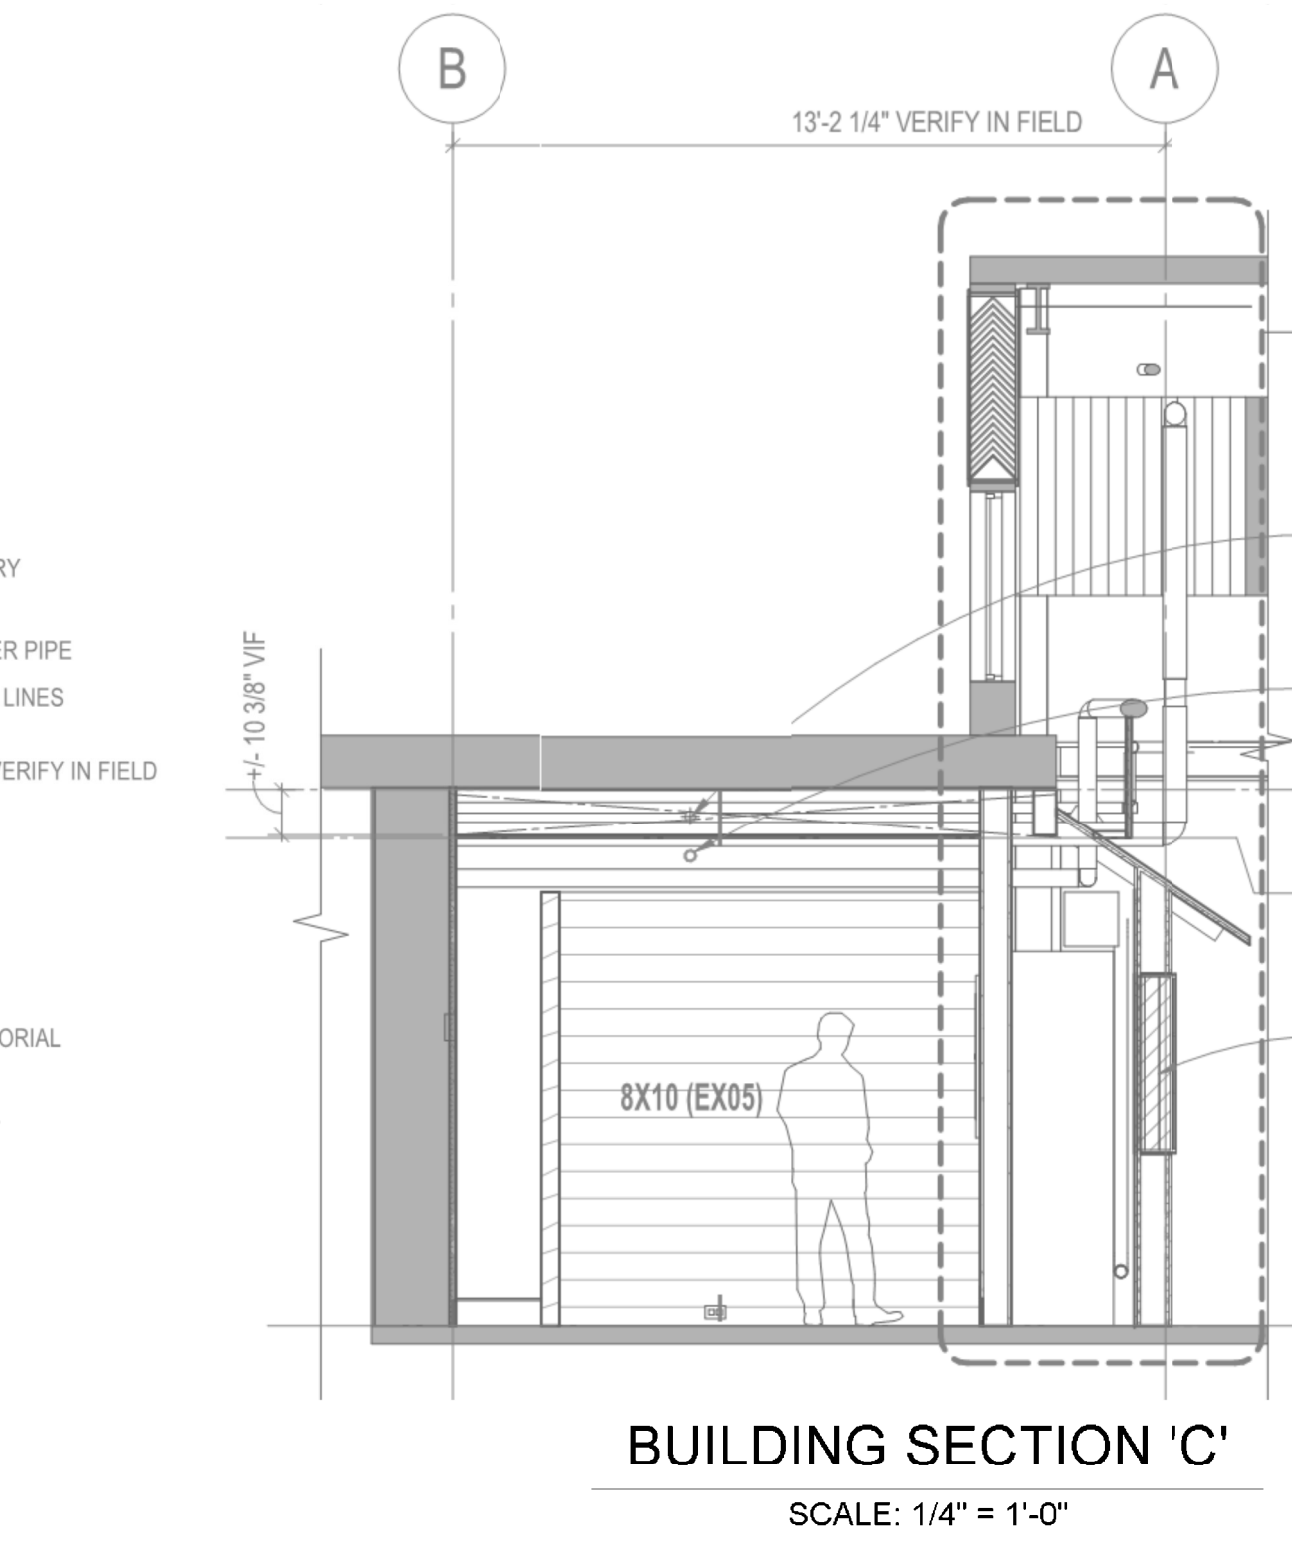 B
A
13'-2 1/4" VERIFY IN FIELD
RY
ER PIPE
LINES
VERIFY IN FIELD
+/- 10 3/8" VIF
ORIAL
8X10 (EX05)
BUILDING SECTION 'C'
SCALE: 1/4" = 1'-0"